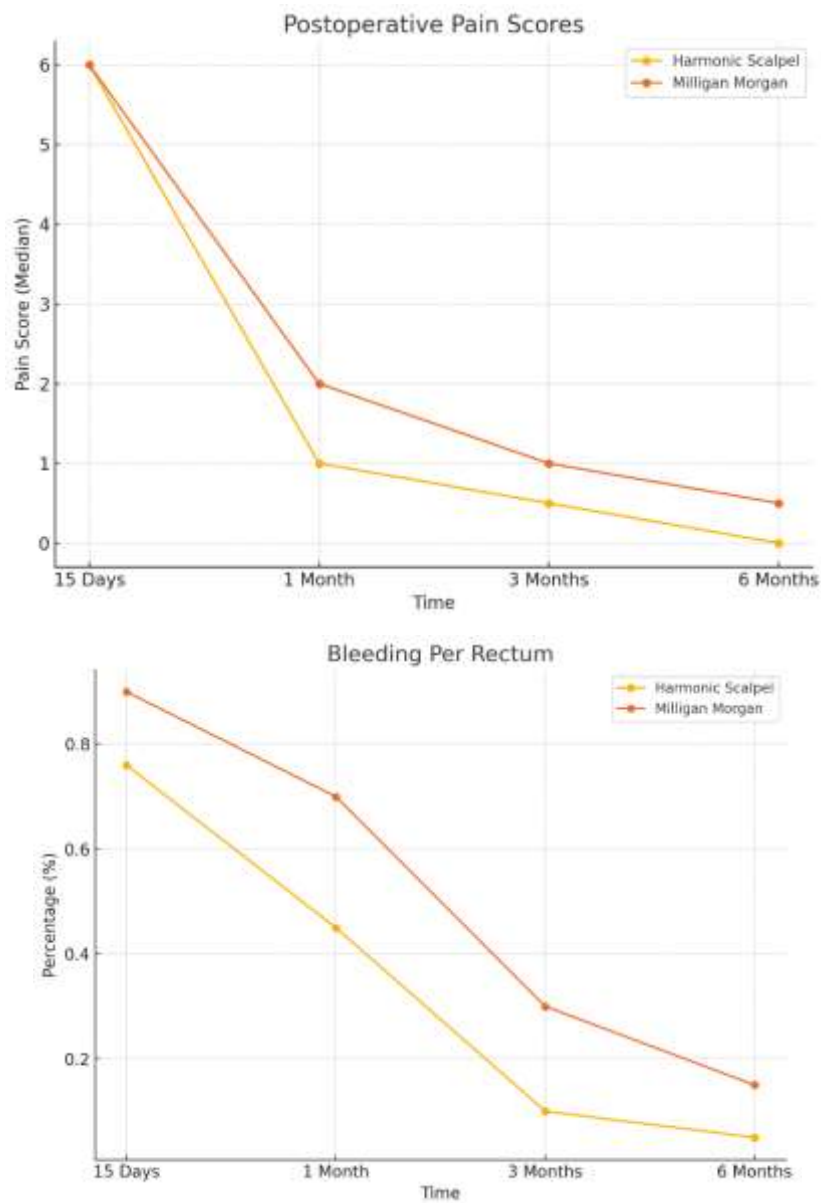 Postoperative Pain Scores
Harmonic Scalpel
Milligan Morgan
6
5
4
3
2
1
0
Pain Score (Median)
15 Days 1 Month 3 Months 6 Months
Time
Bleeding Per Rectum
Harmonic Scalpel
Milligan Morgan
0.8
0.6
0.4
0.2
Percentage (%)
15 Days 1 Month 3 Months 6 Months
Time